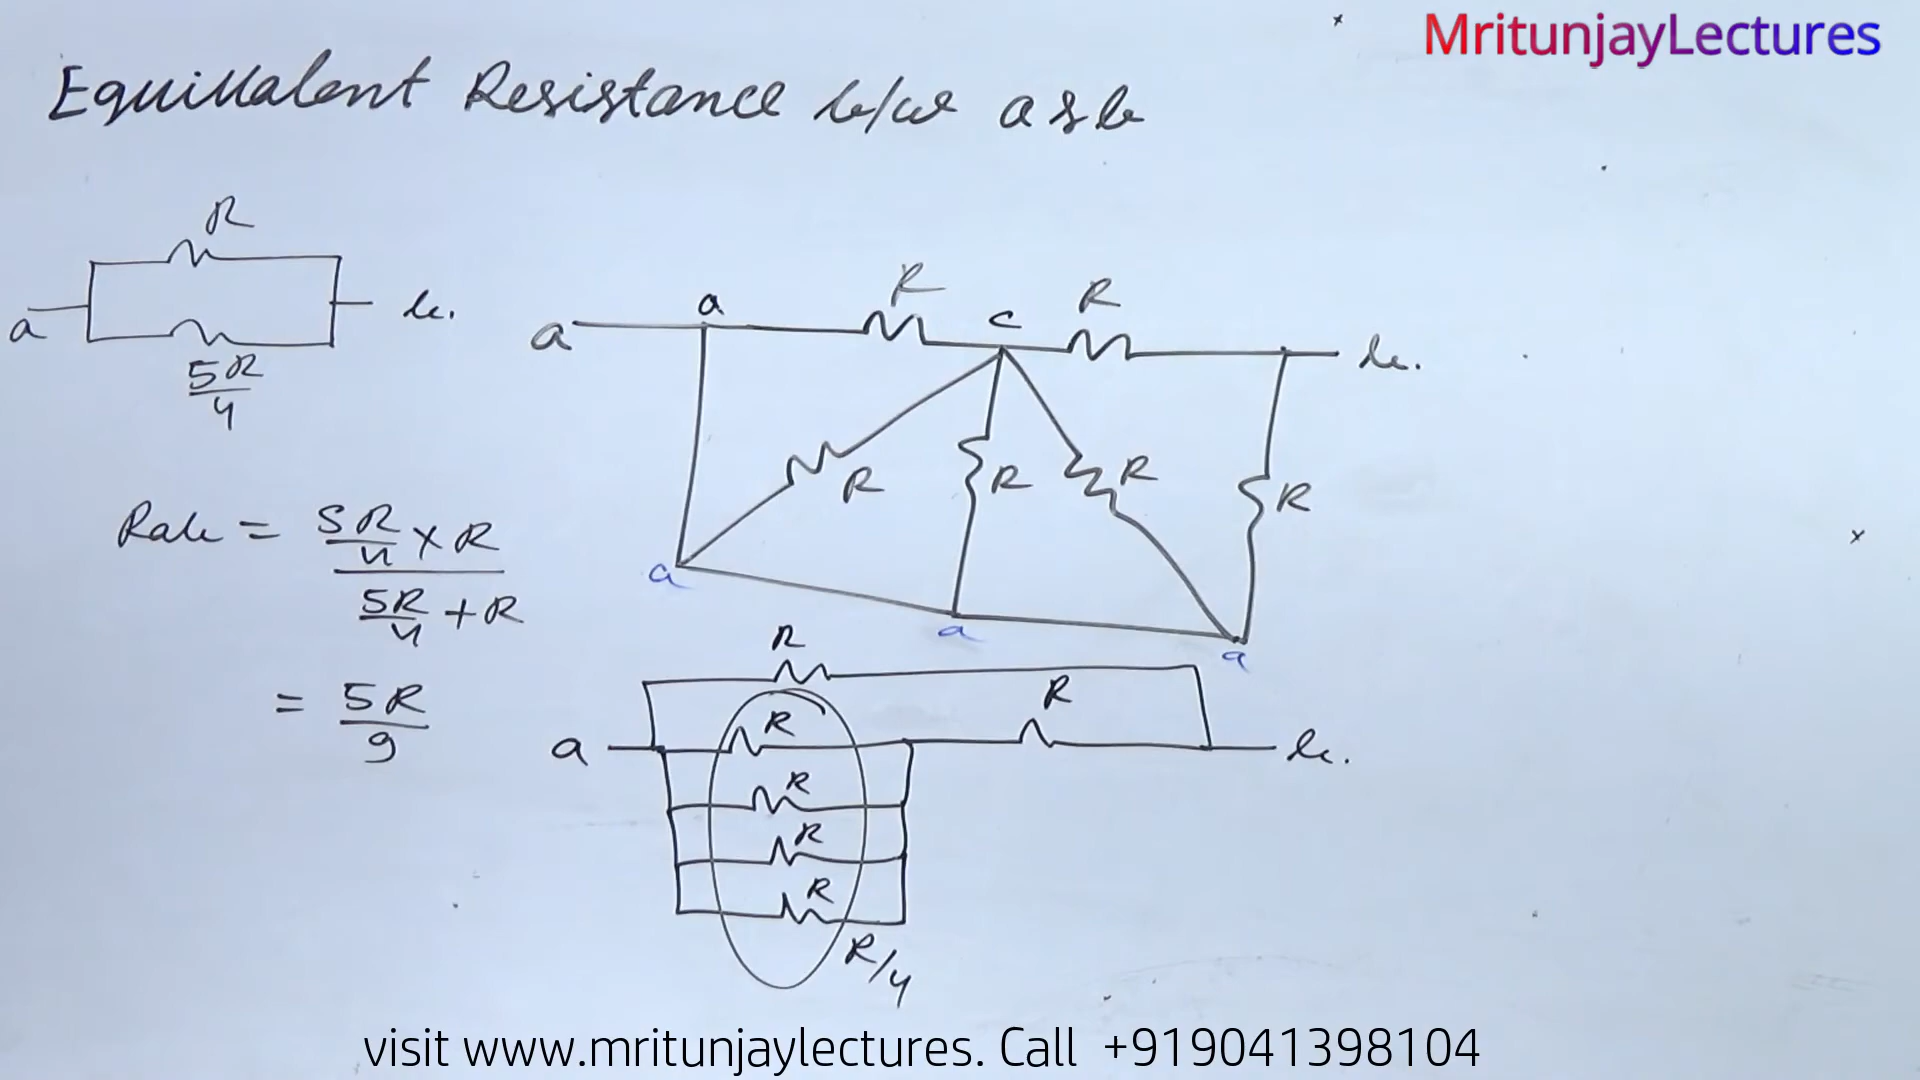 MritunjayLectures
Equivalent Resistance b/w a & b
R
a b.
5R/4
Rab = 5R/4 × R
5R/4 + R
= 5R/9
a a R c R b.
R R R R
a a a
R
R R
a b.
R
R
R
R/4
visit www.mritunjaylectures. Call +919041398104